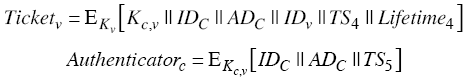 Ticket_v = E_{K_v}[K_{c,v} || ID_C || AD_C || ID_v || TS_4 || Lifetime_4]
Authenticator_c = E_{K_{c,v}}[ID_C || AD_C || TS_5]